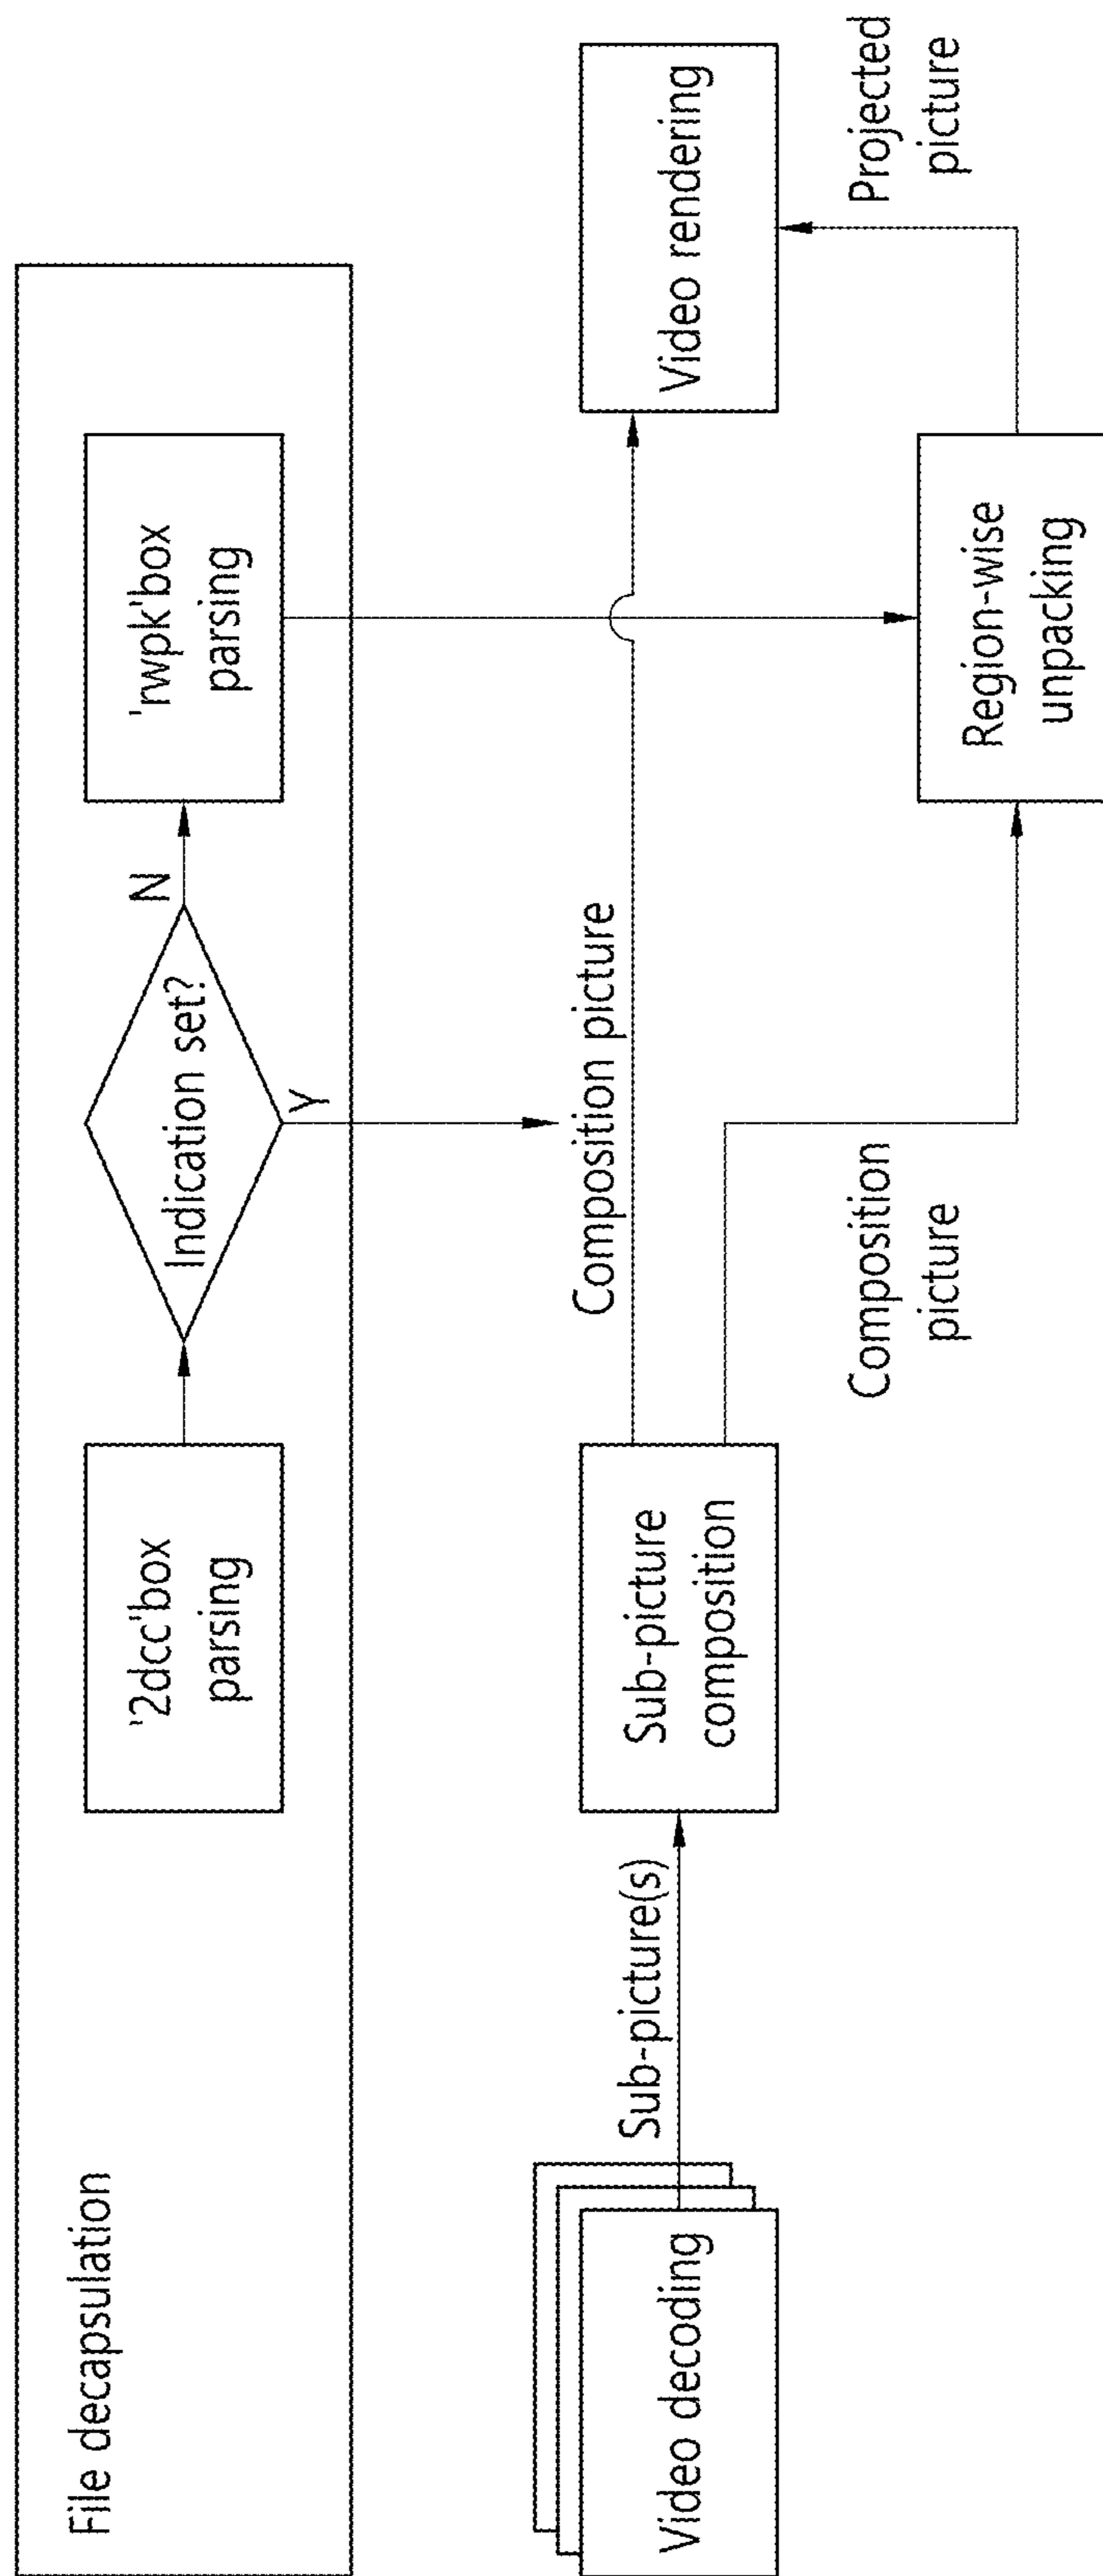 File decapsulation
'2dcc'box
parsing
Indication set?
N
Y
'rwpk'box
parsing
Video decoding
Sub-picture(s)
Sub-picture
composition
Composition picture
Composition
picture
Video rendering
Region-wise
unpacking
Projected
picture